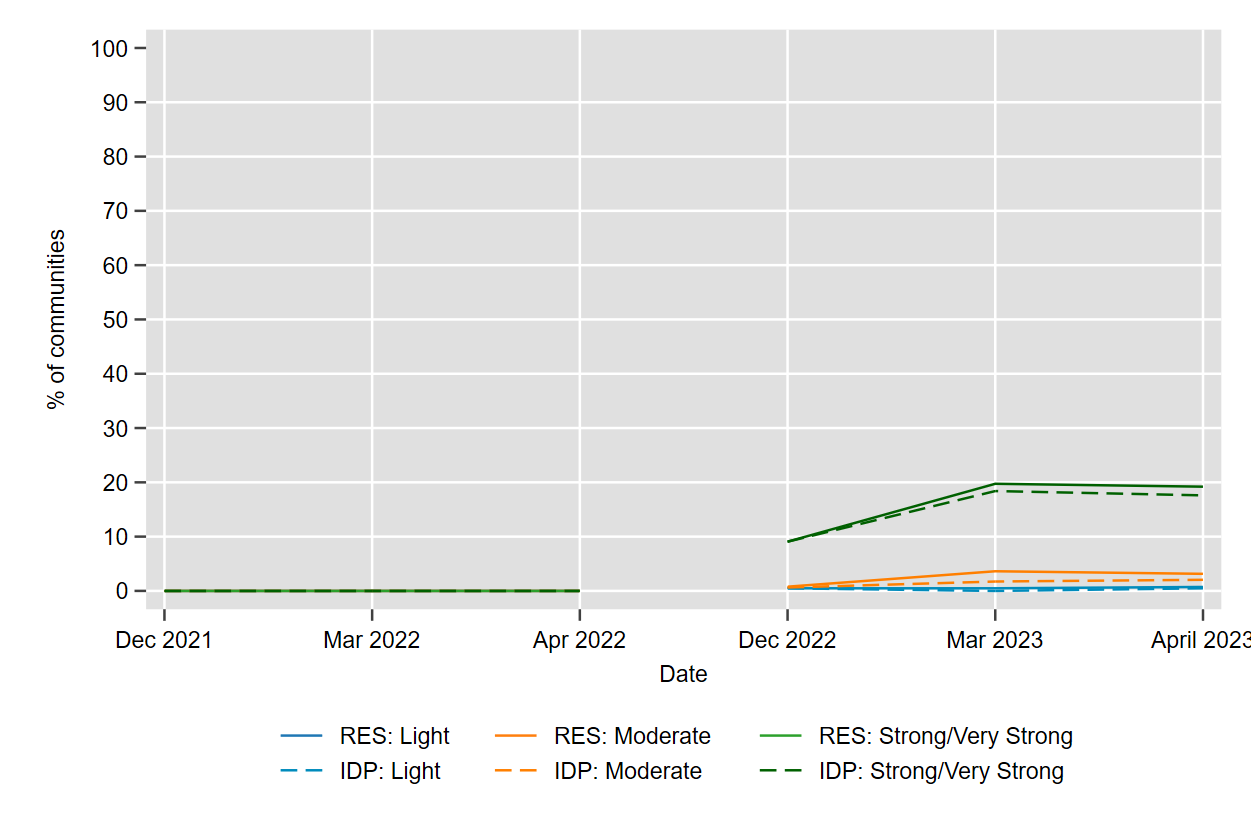 100
90
80
70
60
50
40
30
20
10
0
% of communities
Dec 2021 Mar 2022 Apr 2022 Dec 2022 Mar 2023 April 2023
Date
RES: Light RES: Moderate RES: Strong/Very Strong
IDP: Light IDP: Moderate IDP: Strong/Very Strong